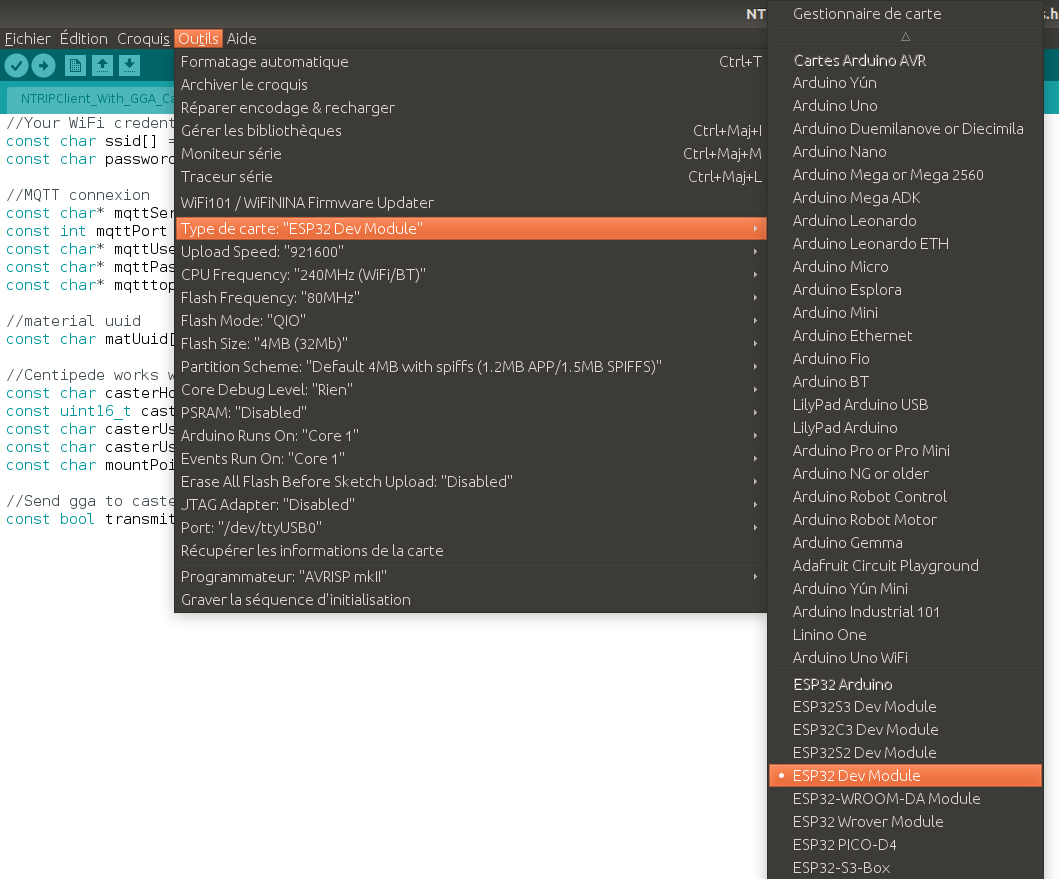 NT
s.h
Fichier Édition Croquis Outils Aide
NTRIPClient_With_GGA_Ca
//Your WiFi credent
const char ssid[] =
const char password
//MQTT connexion
const char* mqttSer
const int mqttPort
const char* mqttUse
const char* mqttPas
const char* mqtttop
//material uuid
const char matUuid[
//Centipede works w
const char casterHo
const uint16_t cast
const char casterUs
const char casterUs
const char mountPoi
//Send gga to caste
const bool transmit
Formatage automatique Ctrl+T
Archiver le croquis
Réparer encodage & recharger
Gérer les bibliothèques Ctrl+Maj+I
Moniteur série Ctrl+Maj+M
Traceur série Ctrl+Maj+L
WiFi101 / WiFiNINA Firmware Updater
Type de carte: "ESP32 Dev Module"
Upload Speed: "921600"
CPU Frequency: "240MHz (WiFi/BT)"
Flash Frequency: "80MHz"
Flash Mode: "QIO"
Flash Size: "4MB (32Mb)"
Partition Scheme: "Default 4MB with spiffs (1.2MB APP/1.5MB SPIFFS)"
Core Debug Level: "Rien"
PSRAM: "Disabled"
Arduino Runs On: "Core 1"
Events Run On: "Core 1"
Erase All Flash Before Sketch Upload: "Disabled"
JTAG Adapter: "Disabled"
Port: "/dev/ttyUSB0"
Récupérer les informations de la carte
Programmateur: "AVRISP mkII"
Graver la séquence d'initialisation
Gestionnaire de carte
Cartes Arduino AVR
Arduino Yún
Arduino Uno
Arduino Duemilanove or Diecimila
Arduino Nano
Arduino Mega or Mega 2560
Arduino Mega ADK
Arduino Leonardo
Arduino Leonardo ETH
Arduino Micro
Arduino Esplora
Arduino Mini
Arduino Ethernet
Arduino Fio
Arduino BT
LilyPad Arduino USB
LilyPad Arduino
Arduino Pro or Pro Mini
Arduino NG or older
Arduino Robot Control
Arduino Robot Motor
Arduino Gemma
Adafruit Circuit Playground
Arduino Yún Mini
Arduino Industrial 101
Linino One
Arduino Uno WiFi
ESP32 Arduino
ESP32S3 Dev Module
ESP32C3 Dev Module
ESP32S2 Dev Module
ESP32 Dev Module
ESP32-WROOM-DA Module
ESP32 Wrover Module
ESP32 PICO-D4
ESP32-S3-Box